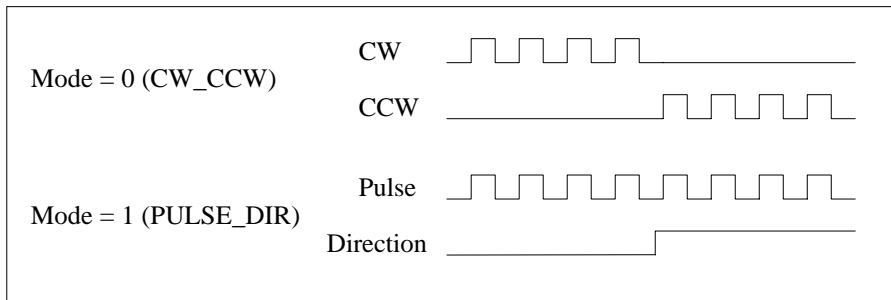 CW
Mode = 0 (CW_CCW)
CCW
Pulse
Mode = 1 (PULSE_DIR)
Direction